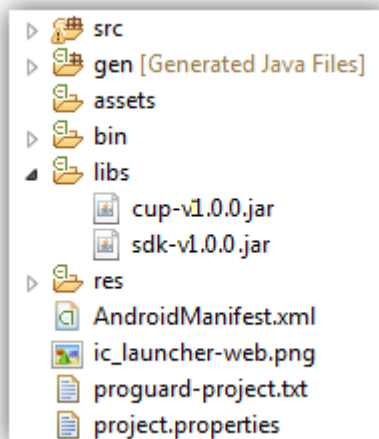 src
gen [Generated Java Files]
assets
bin
libs
cup-v1.0.0.jar
sdk-v1.0.0.jar
res
AndroidManifest.xml
ic_launcher-web.png
proguard-project.txt
project.properties